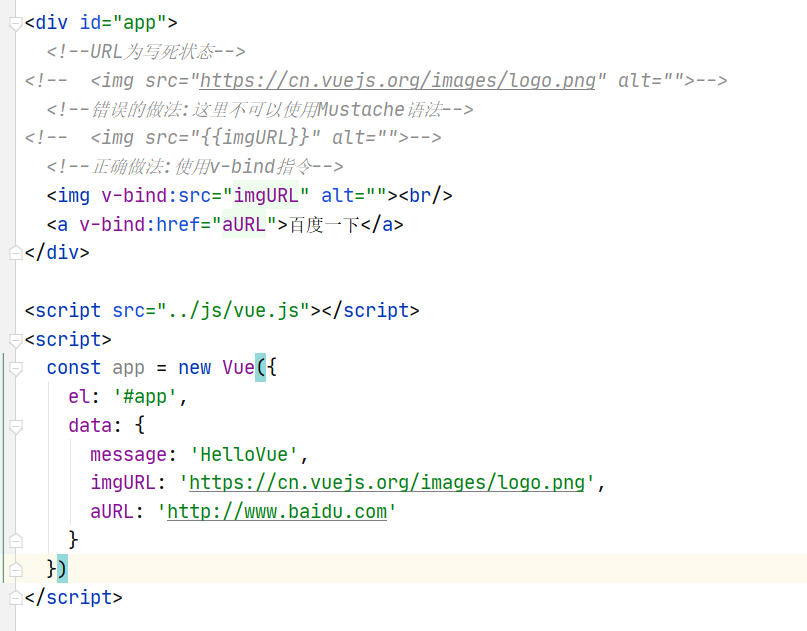 <div id="app">
  <!--URL为写死状态-->
<!--  <img src="https://cn.vuejs.org/images/logo.png" alt="">-->
  <!--错误的做法:这里不可以使用Mustache语法-->
<!--  <img src="{{imgURL}}" alt="">-->
  <!--正确做法:使用v-bind指令-->
  <img v-bind:src="imgURL" alt=""><br/>
  <a v-bind:href="aURL">百度一下</a>
</div>

<script src="../js/vue.js"></script>
<script>
  const app = new Vue({
    el: '#app',
    data: {
      message: 'HelloVue',
      imgURL: 'https://cn.vuejs.org/images/logo.png',
      aURL: 'http://www.baidu.com'
    }
  })
</script>